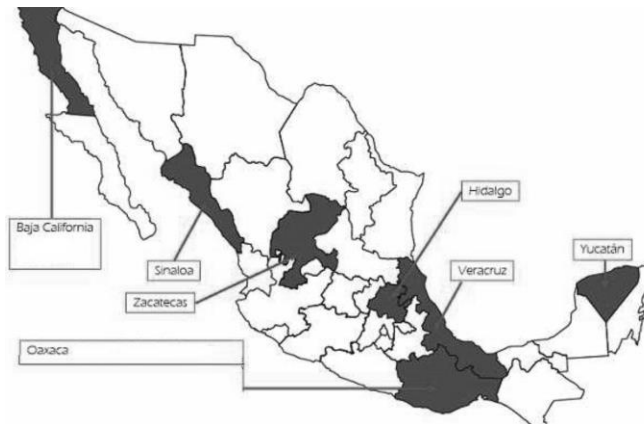 Hidalgo
Baja California
Yucatán
Sinaloa
Veracruz
Zacatecas
Oaxaca